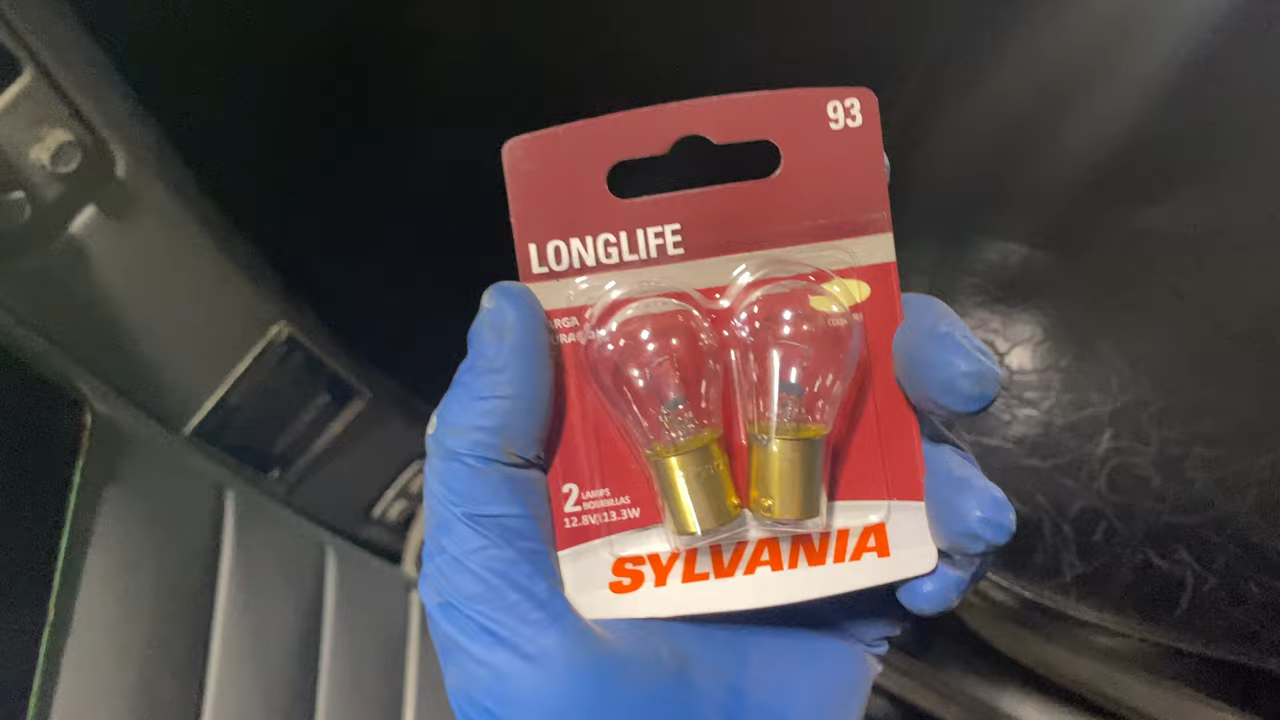 93
LONGLIFE
2 LAMPS
BOMBILLAS
12.8V/13.3W
SYLVANIA